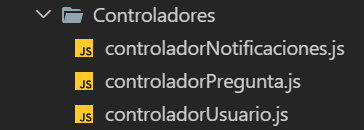 Controladores
JS controladorNotificaciones.js
JS controladorPregunta.js
JS controladorUsuario.js